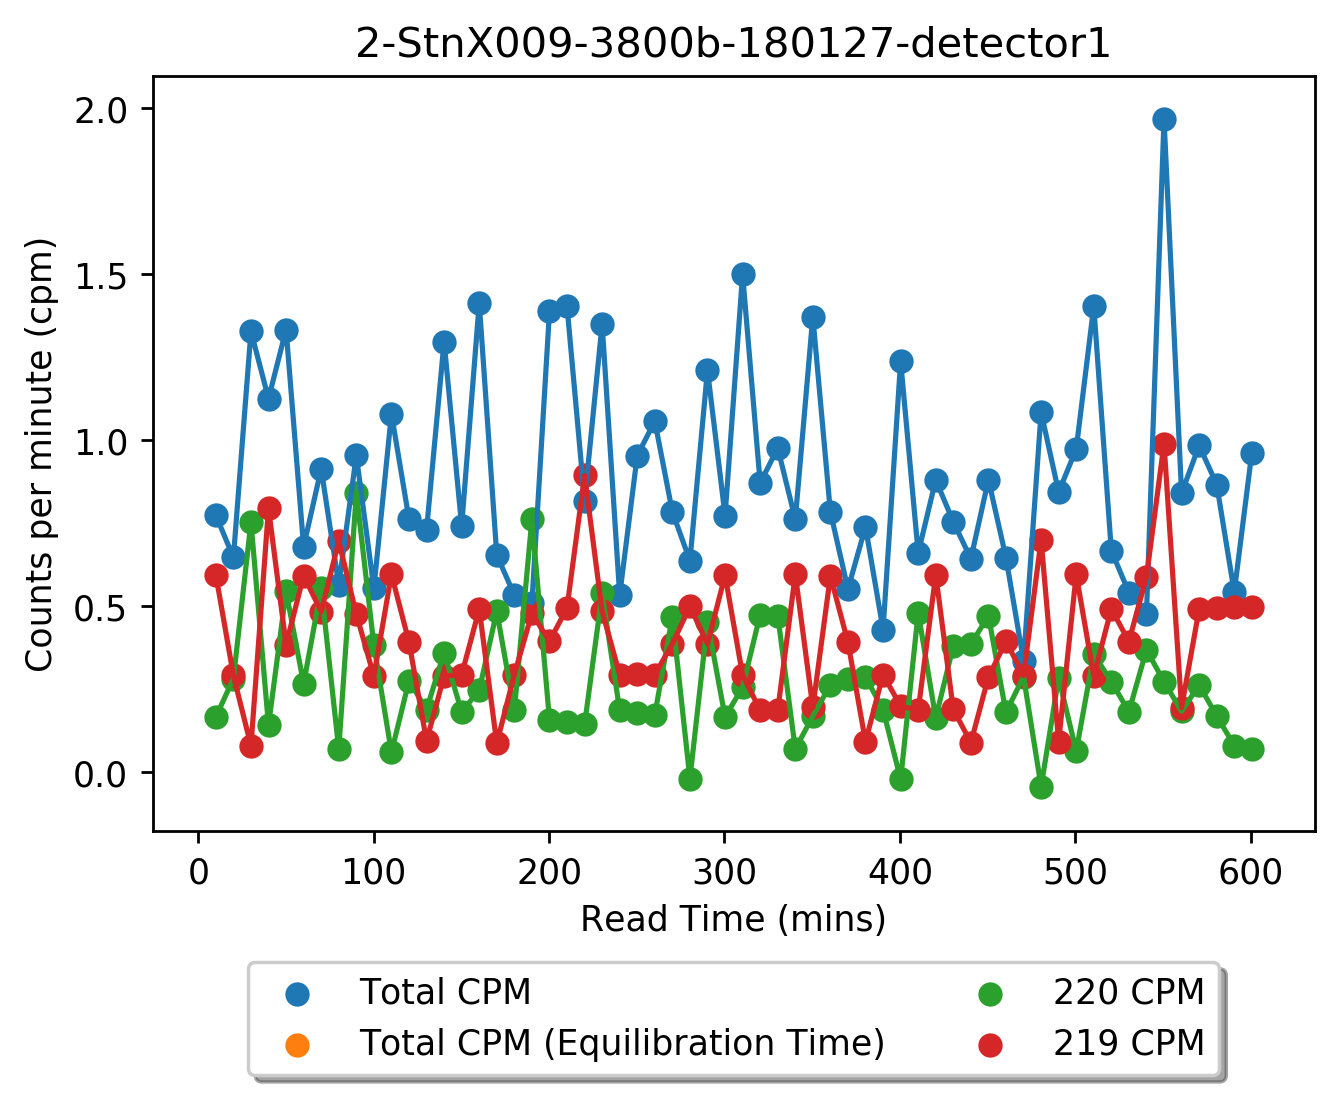 2-StnX009-3800b-180127-detector1
Counts per minute (cpm)
2.0
1.5
1.0
0.5
0.0
0 100 200 300 400 500 600
Read Time (mins)
Total CPM
Total CPM (Equilibration Time)
220 CPM
219 CPM